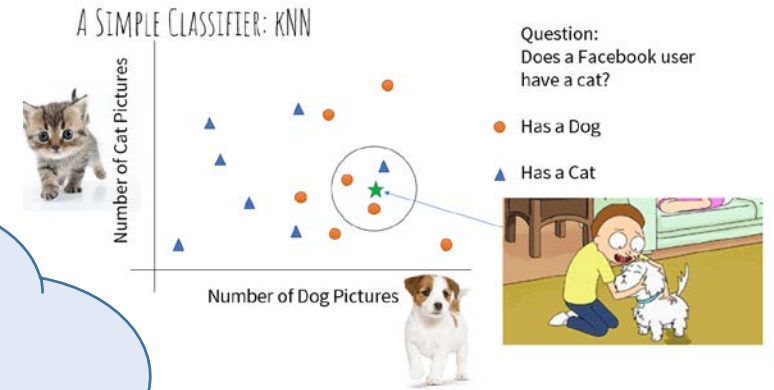 A SIMPLE CLASSIFIER: KNN
Number of Cat Pictures
Question:
Does a Facebook user
have a cat?
Has a Dog
Has a Cat
Number of Dog Pictures